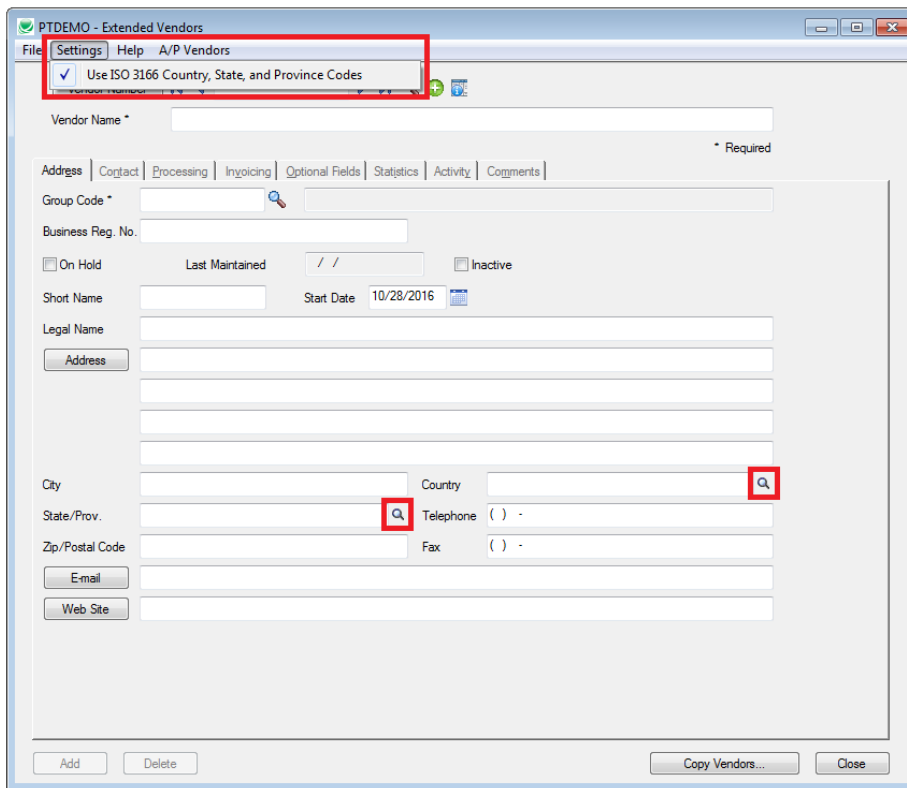 PTDEMO - Extended Vendors
File Settings Help A/P Vendors
✓ Use ISO 3166 Country, State, and Province Codes
Vendor Number
Vendor Name *
* Required
Address Contact Processing Invoicing Optional Fields Statistics Activity Comments
Group Code *
Business Reg. No.
On Hold Last Maintained / / Inactive
Short Name Start Date 10/28/2016
Legal Name
Address
City Country
State/Prov. Telephone ( ) -
Zip/Postal Code Fax ( ) -
E-mail
Web Site
Add Delete Copy Vendors... Close